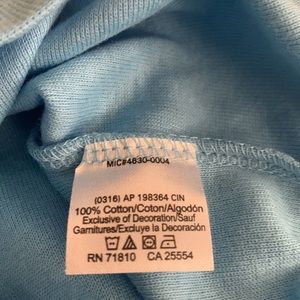 MIC#4630-0004
(0316) AP 198364 CIN
100% Cotton/Coton/Algodón
Exclusive of Decoration/Sauf
Garnitures/Excluye la Decoración
RN 71810 CA 25554